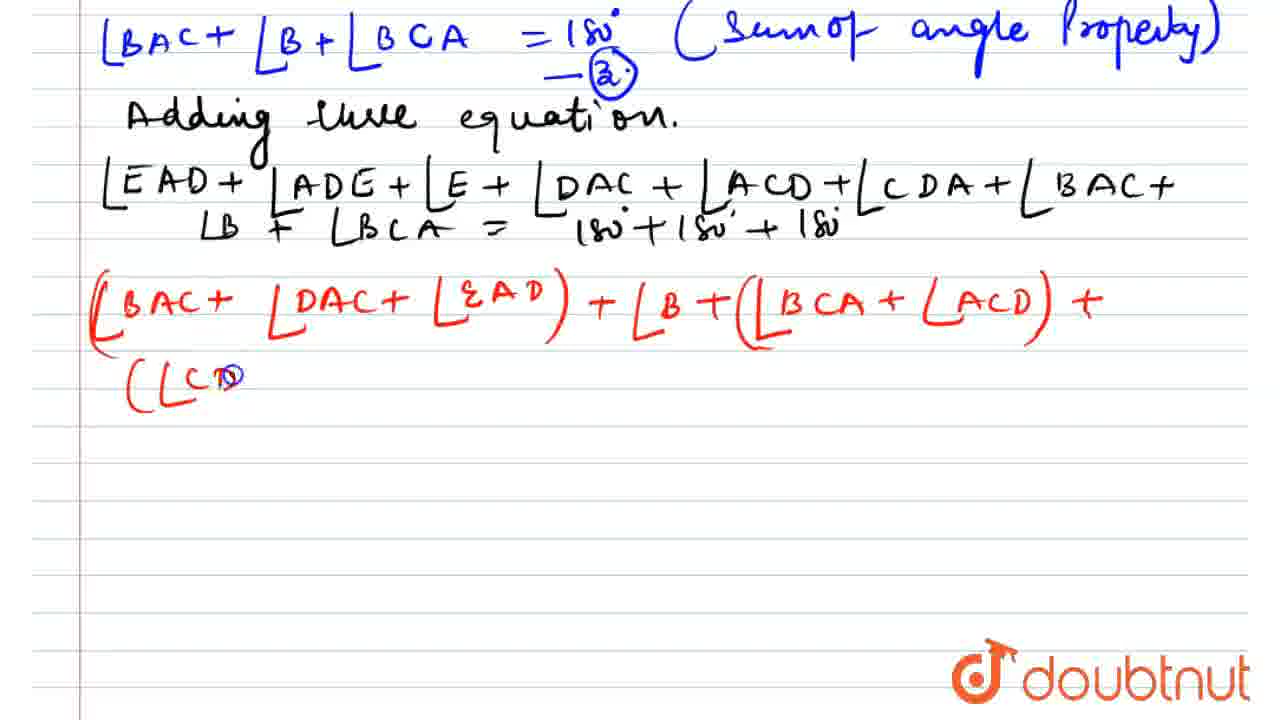 ∠BAC + ∠B + ∠BCA = 180° (Sum of angle Property)
— 3.
Adding three equation.
∠EAD + ∠ADE + ∠E + ∠DAC + ∠ACD + ∠CDA + ∠BAC +
∠B + ∠BCA = 180° + 180° + 180°
(∠BAC + ∠DAC + ∠EAD) + ∠B + (∠BCA + ∠ACD) +
(∠CD
doubtnut